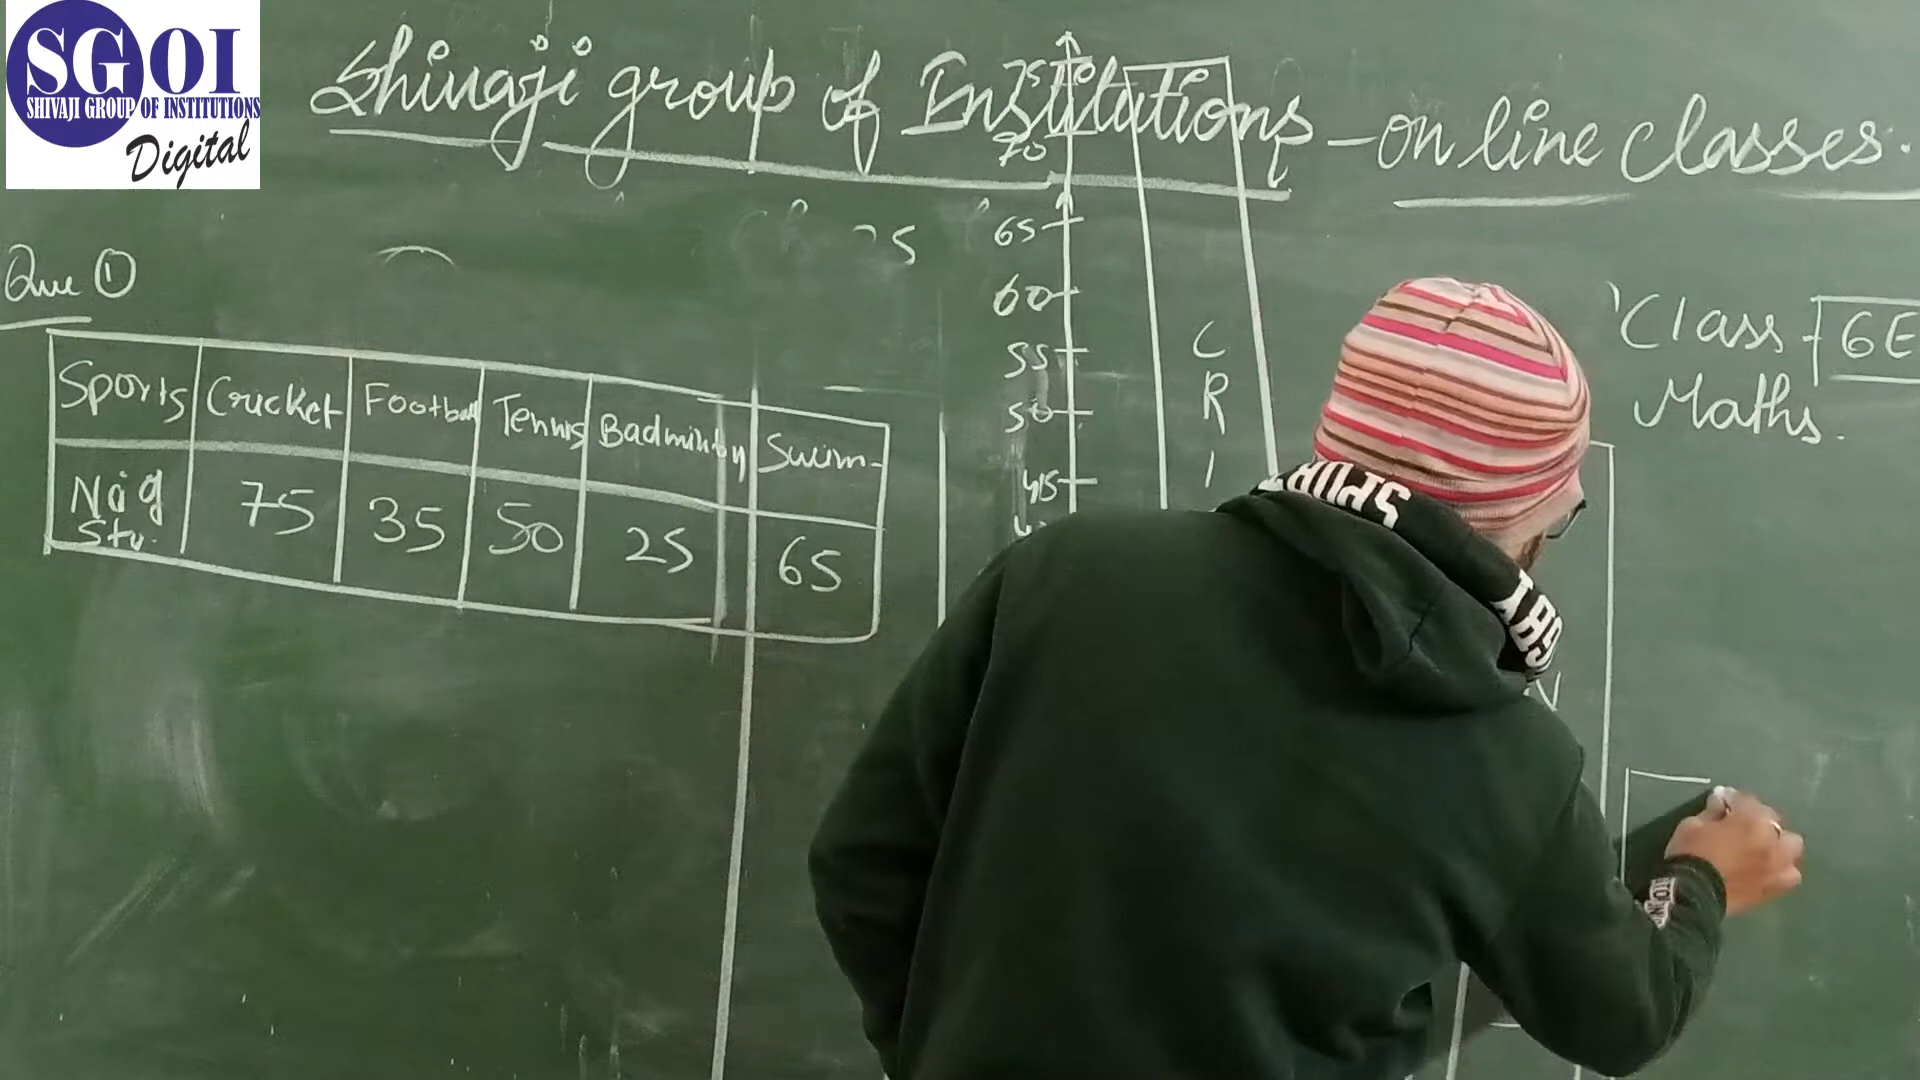 SGOI
SHIVAJI GROUP OF INSTITUTIONS
Digital
Shivaji group of Institutions - on line classes.
Que ①
25
Class - 6E
Maths.
Sports Cricket Football Tennis Badminton Swim-
No. of Stu. 75 35 50 25 65
75
70
65
60
55
50
45
C
R
I
N
SPORTS